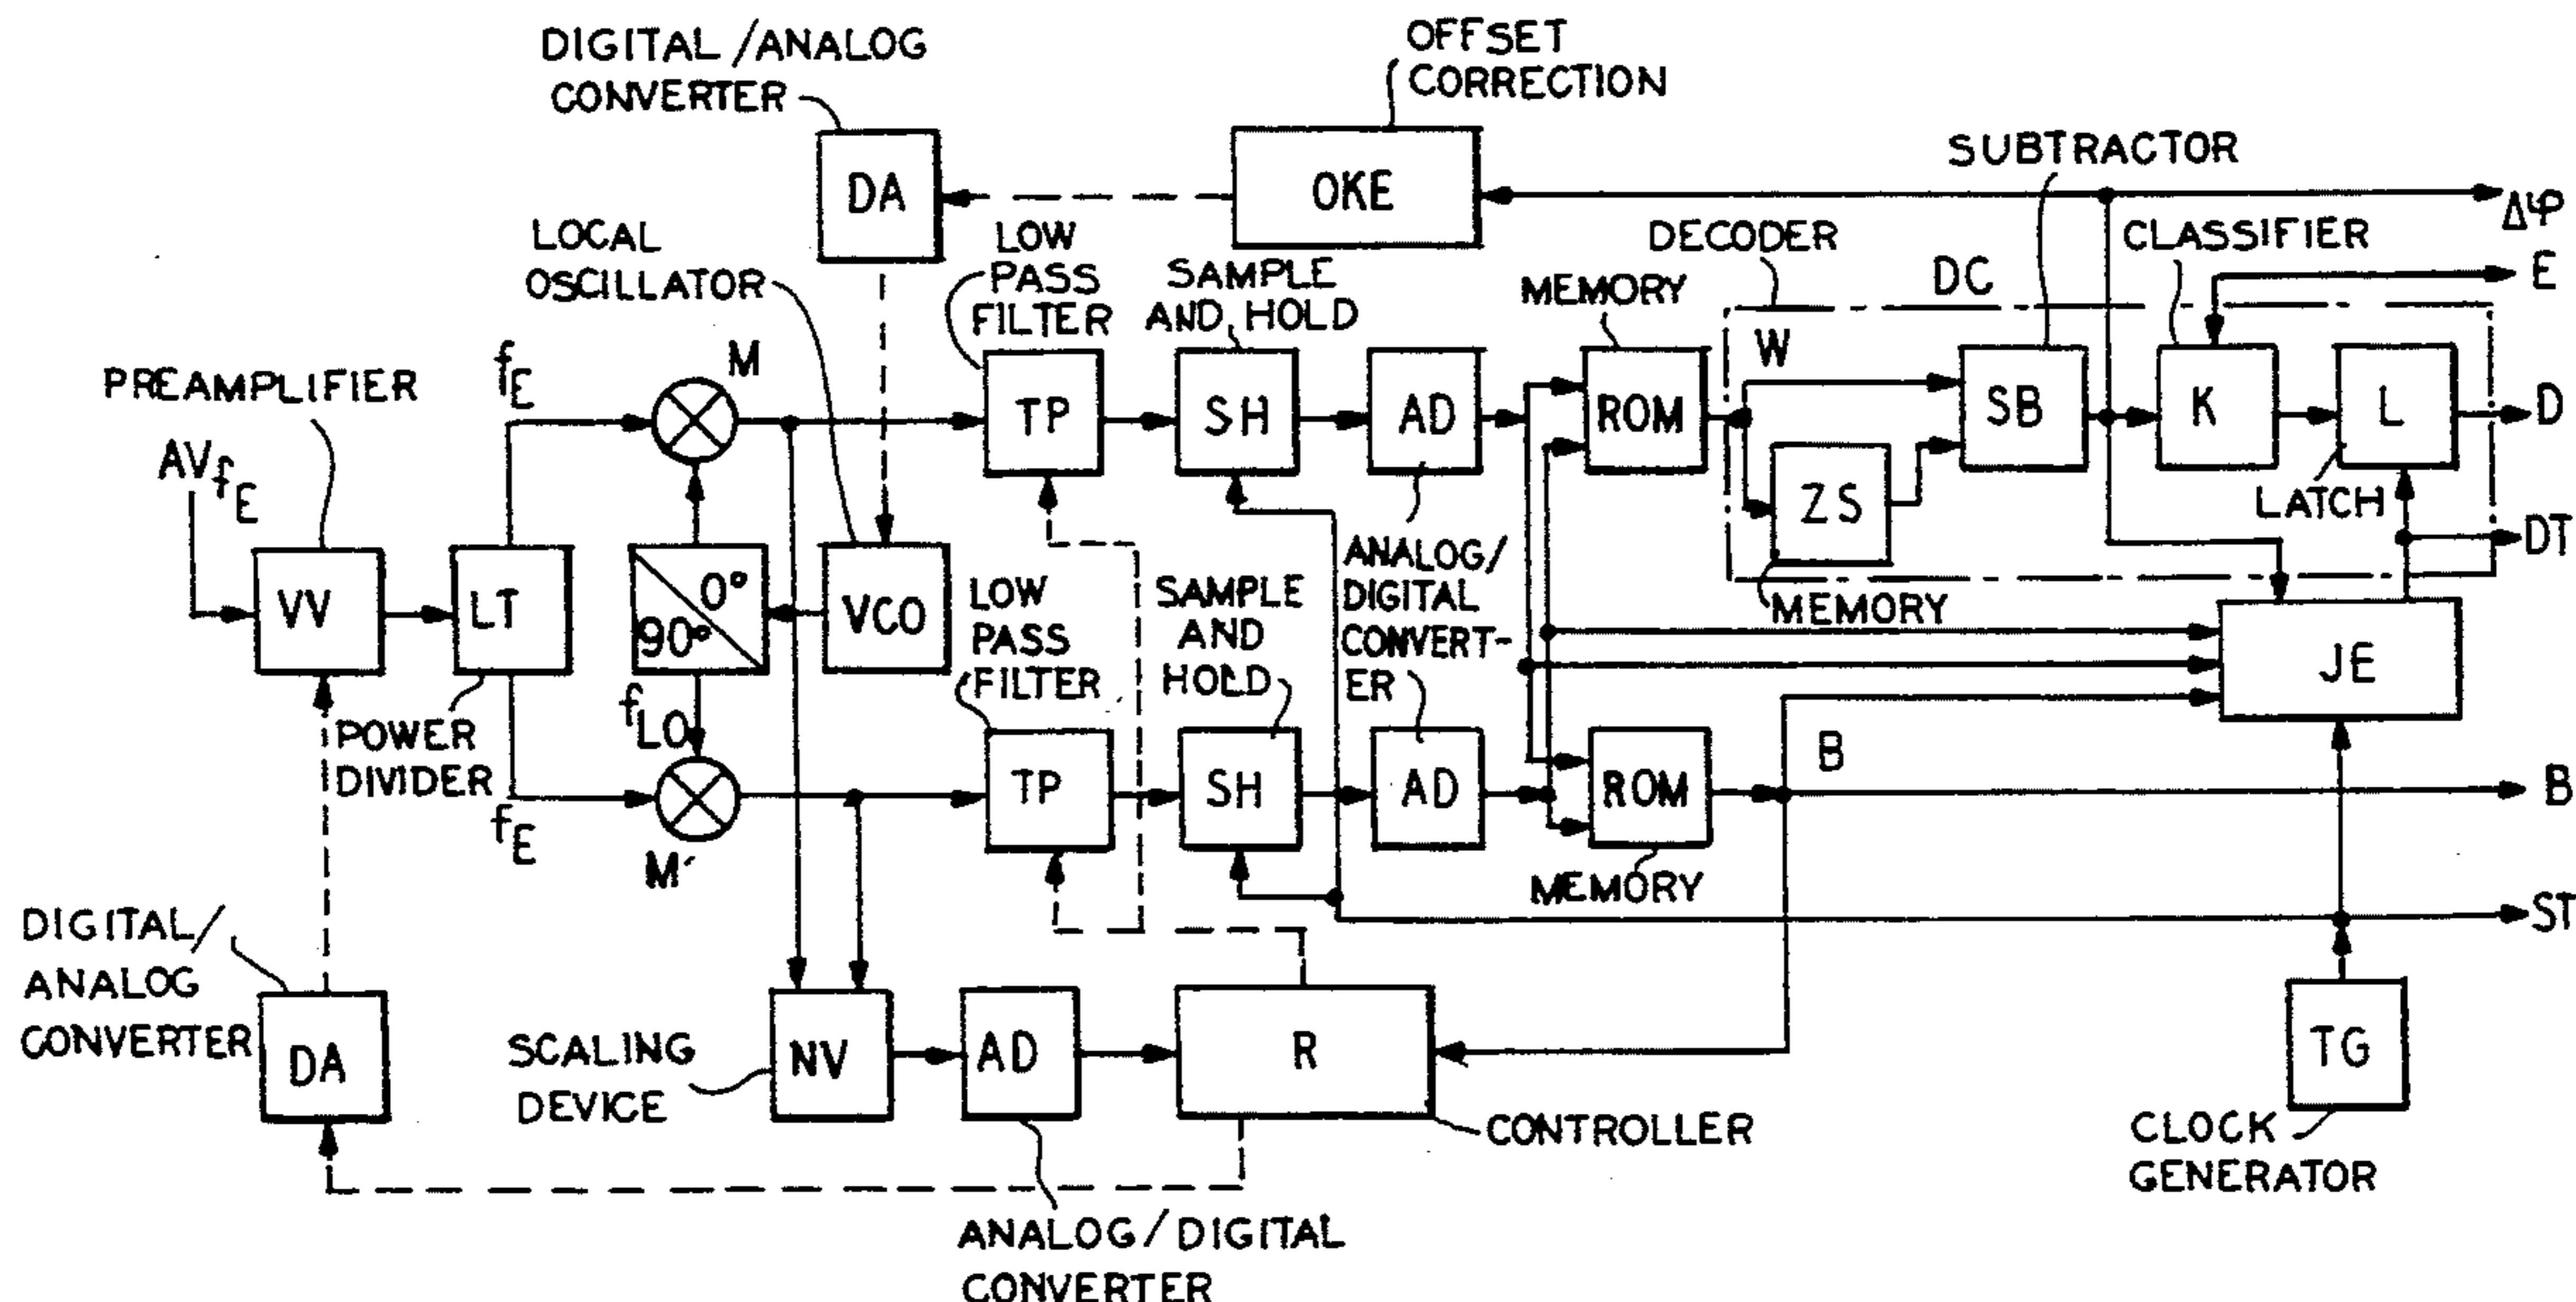 DIGITAL/ANALOG
CONVERTER
OFFSET
CORRECTION
SUBTRACTOR
DA
OKE
Δφ
LOCAL
OSCILLATOR
LOW
PASS
FILTER
SAMPLE
AND HOLD
MEMORY
DECODER
DC
CLASSIFIER
E
PREAMPLIFIER
fE
M
W
TP
SH
AD
ROM
SB
K
L
D
AVfE
ZS
LATCH
DT
VV
LT
0°
90°
VCO
LOW
PASS
FILTER
SAMPLE
AND
HOLD
ANALOG/
DIGITAL
CONVERT-
ER
MEMORY
JE
POWER
DIVIDER
fLO
fE
M'
TP
SH
AD
ROM
B
B
MEMORY
ST
DIGITAL/
ANALOG
CONVERTER
DA
SCALING
DEVICE
NV
AD
R
CONTROLLER
TG
CLOCK
GENERATOR
ANALOG/DIGITAL
CONVERTER